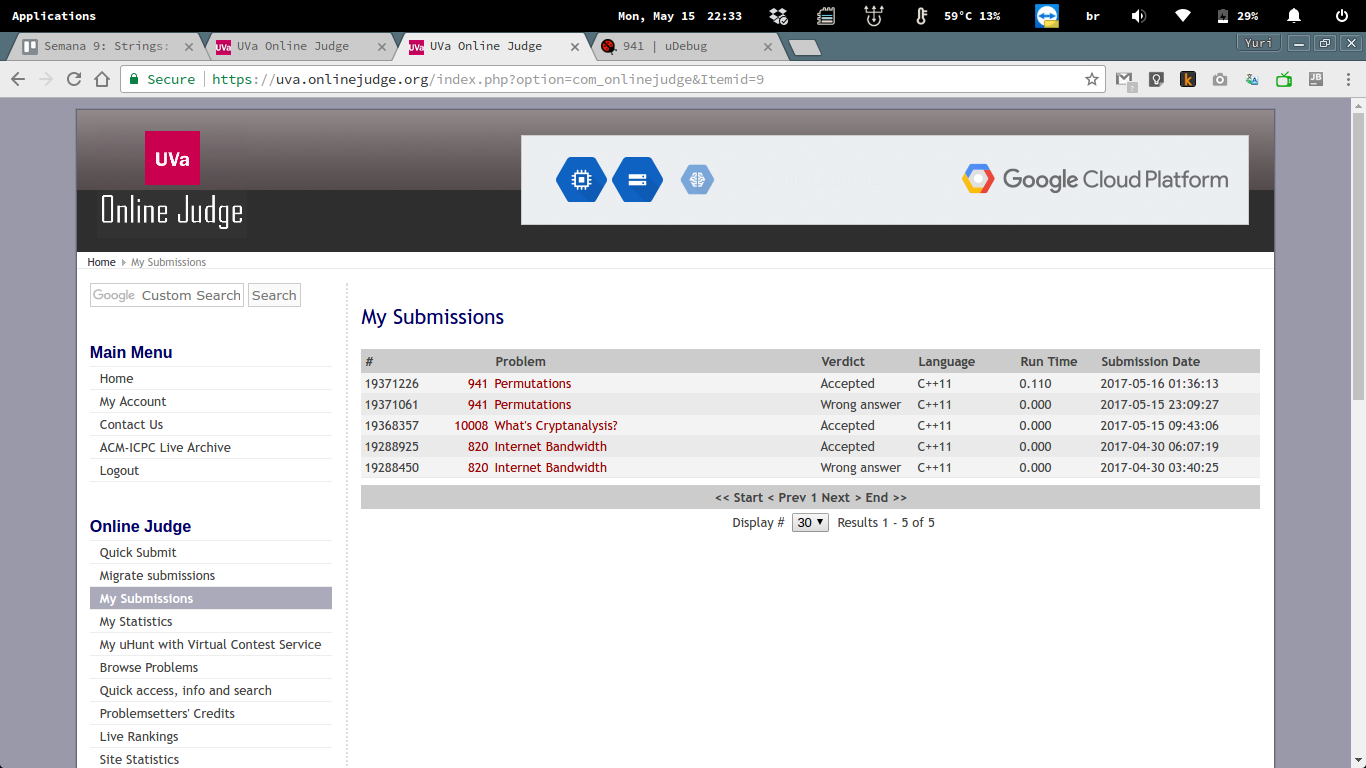 Applications Mon, May 15 22:33 59°C 13% br 29%
Semana 9: Strings: UVa Online Judge UVa Online Judge 941 | uDebug Yuri
Secure https://uva.onlinejudge.org/index.php?option=com_onlinejudge&Itemid=9
UVa
Online Judge
Google Cloud Platform
Home My Submissions
Google Custom Search Search
My Submissions
# Problem Verdict Language Run Time Submission Date
19371226 941 Permutations Accepted C++11 0.110 2017-05-16 01:36:13
19371061 941 Permutations Wrong answer C++11 0.000 2017-05-15 23:09:27
19368357 10008 What's Cryptanalysis? Accepted C++11 0.000 2017-05-15 09:43:06
19288925 820 Internet Bandwidth Accepted C++11 0.000 2017-04-30 06:07:19
19288450 820 Internet Bandwidth Wrong answer C++11 0.000 2017-04-30 03:40:25
<< Start < Prev 1 Next > End >>
Display # 30 Results 1 - 5 of 5
Main Menu
Home
My Account
Contact Us
ACM-ICPC Live Archive
Logout
Online Judge
Quick Submit
Migrate submissions
My Submissions
My Statistics
My uHunt with Virtual Contest Service
Browse Problems
Quick access, info and search
Problemsetters' Credits
Live Rankings
Site Statistics